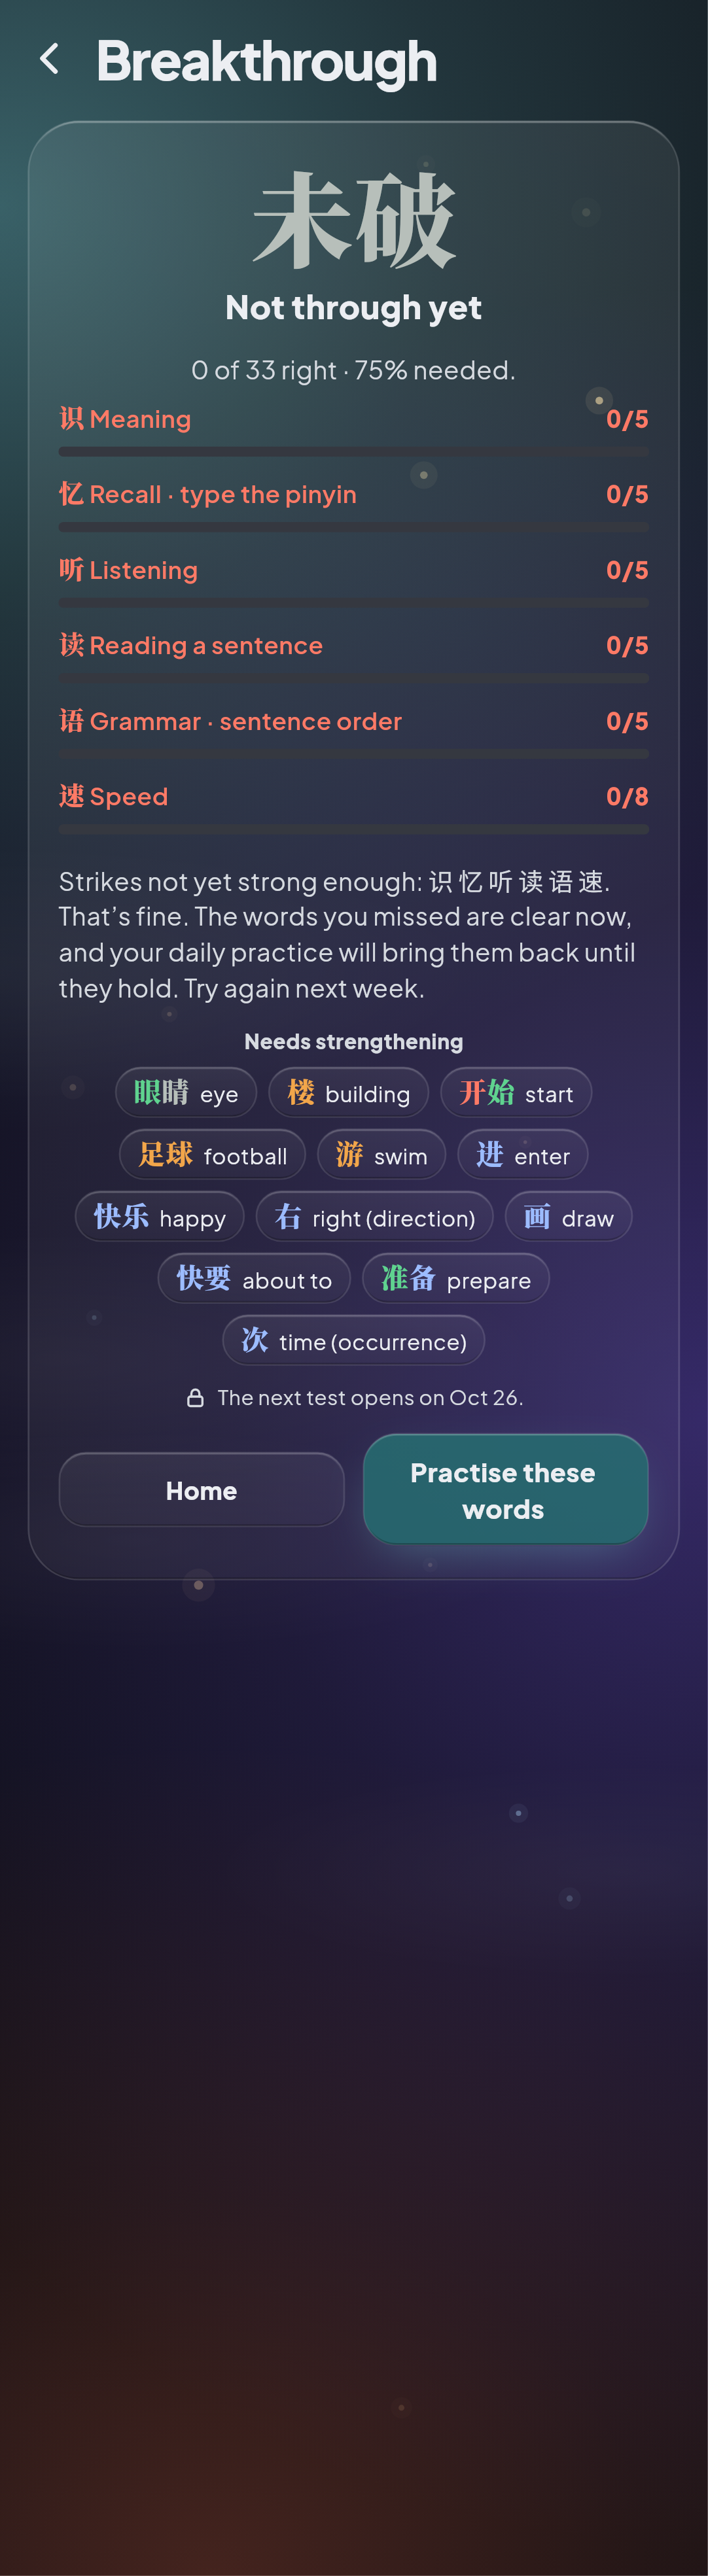 Breakthrough
未破
Not through yet
0 of 33 right · 75% needed.
识 Meaning 0/5
忆 Recall · type the pinyin 0/5
听 Listening 0/5
读 Reading a sentence 0/5
语 Grammar · sentence order 0/5
速 Speed 0/8
Strikes not yet strong enough: 识 忆 听 读 语 速.
That’s fine. The words you missed are clear now,
and your daily practice will bring them back until
they hold. Try again next week.
Needs strengthening
眼睛 eye 楼 building 开始 start
足球 football 游 swim 进 enter
快乐 happy 右 right (direction) 画 draw
快要 about to 准备 prepare
次 time (occurrence)
The next test opens on Oct 26.
Home
Practise these
words